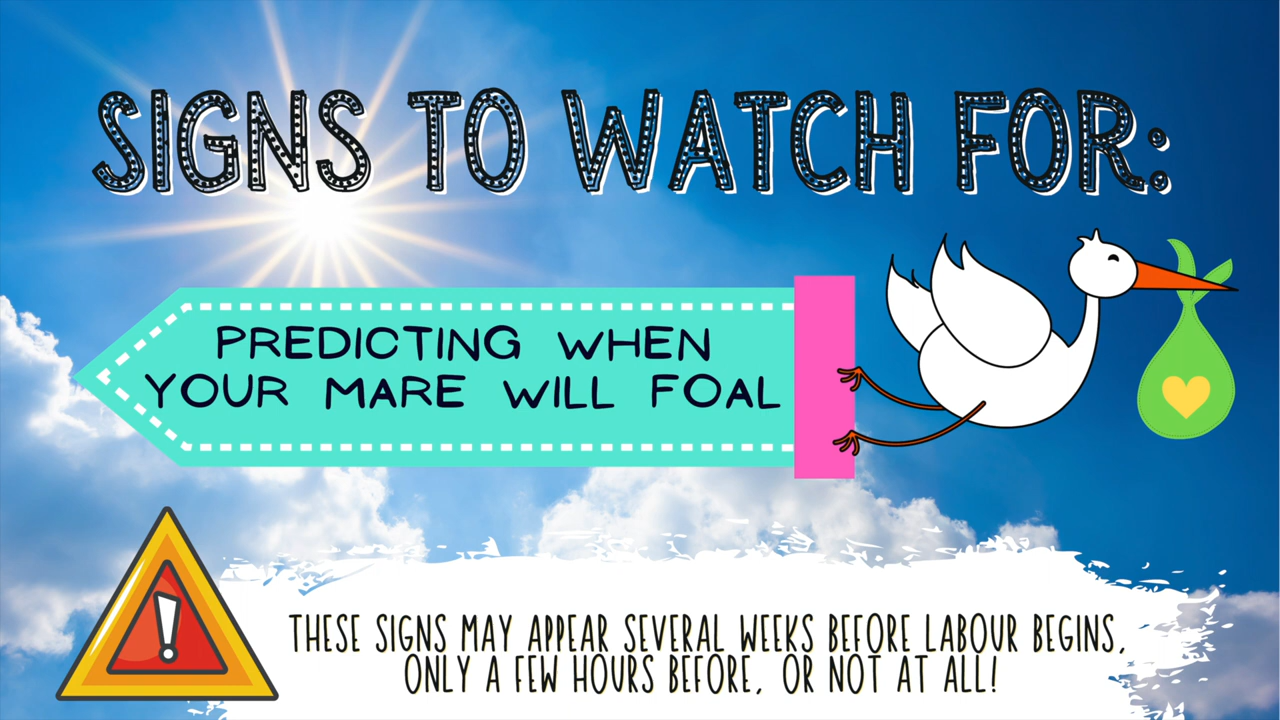 SIGNS TO WATCH FOR:
PREDICTING WHEN
YOUR MARE WILL FOAL
THESE SIGNS MAY APPEAR SEVERAL WEEKS BEFORE LABOUR BEGINS,
ONLY A FEW HOURS BEFORE, OR NOT AT ALL!